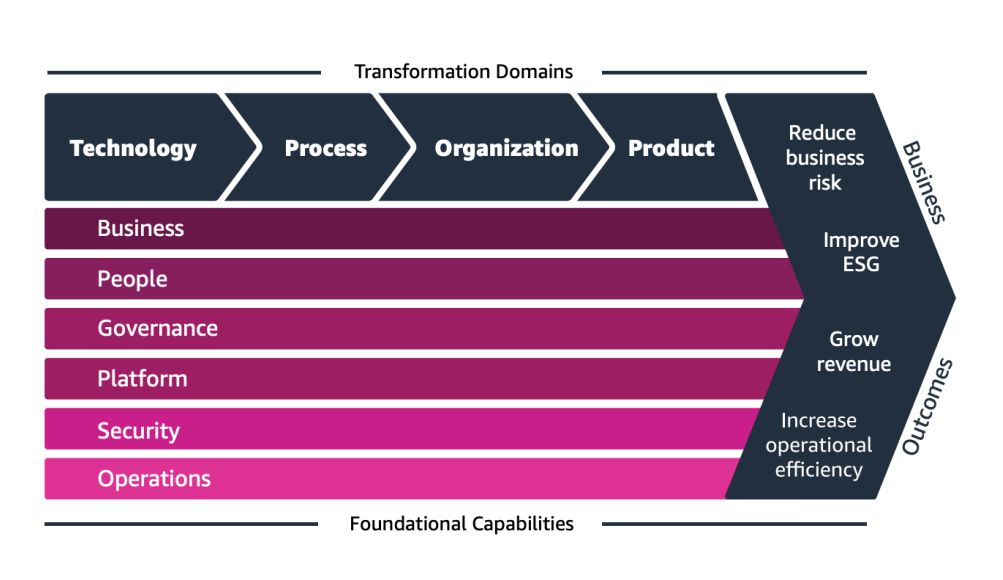 Transformation Domains
Technology
Process
Organization
Product
Reduce
business
risk
Improve
ESG
Grow
revenue
Increase
operational
efficiency
Business
Outcomes
Business
People
Governance
Platform
Security
Operations
Foundational Capabilities